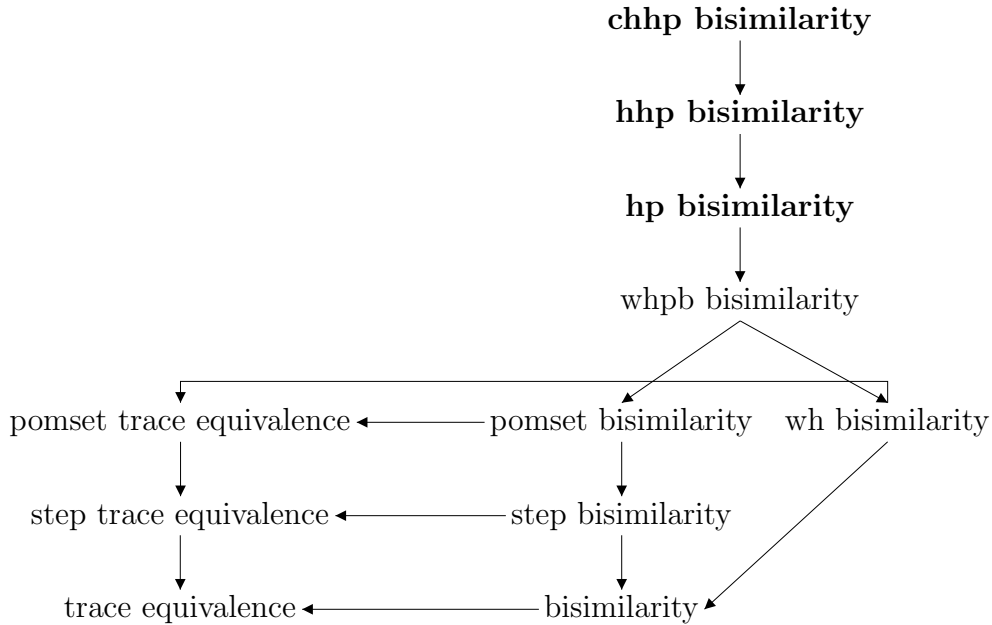 chhp bisimilarity
hhp bisimilarity
hp bisimilarity
whpb bisimilarity
pomset trace equivalence
pomset bisimilarity
wh bisimilarity
step trace equivalence
step bisimilarity
trace equivalence
bisimilarity